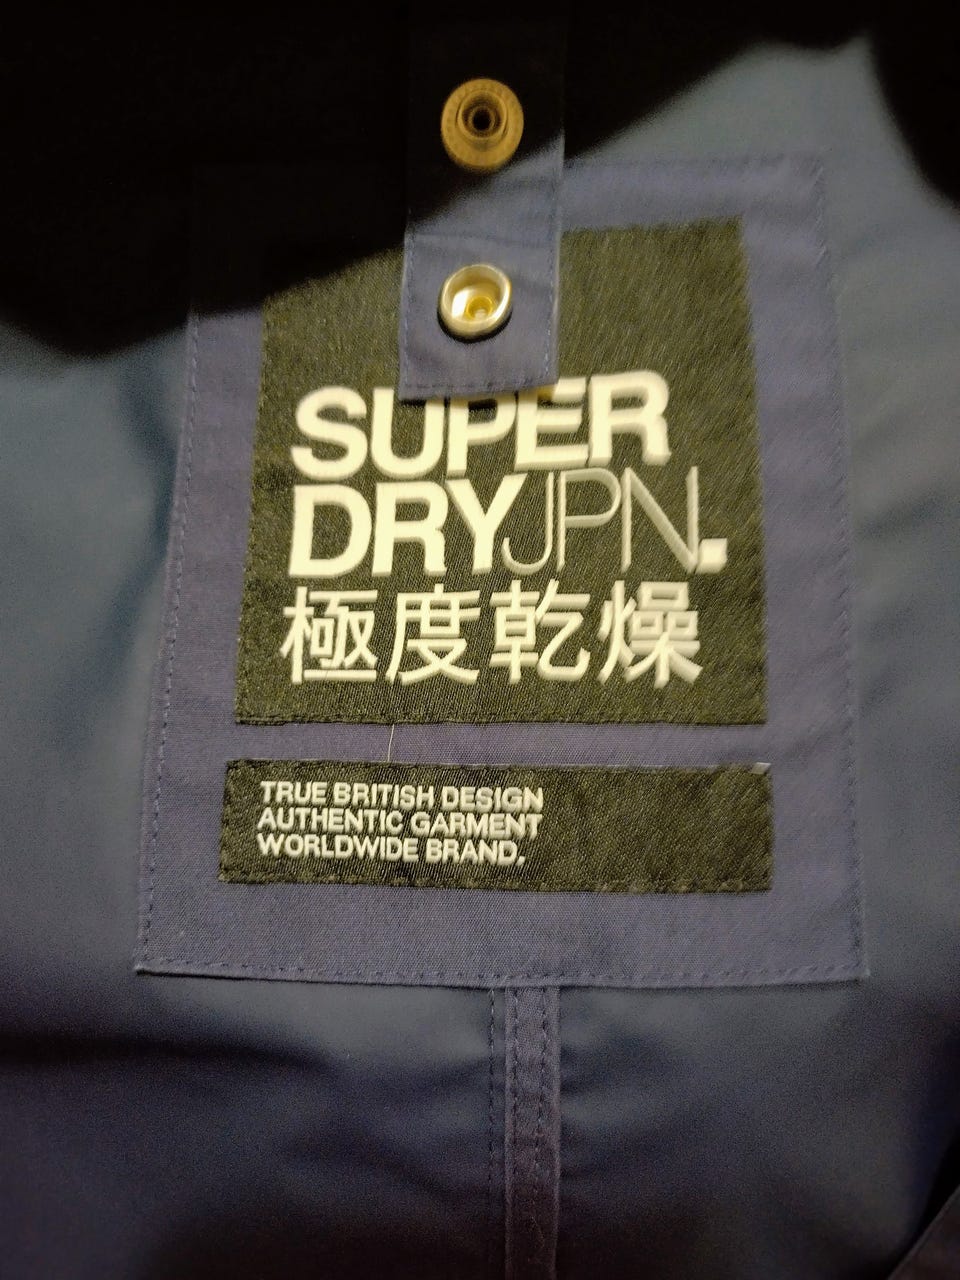 SUPER
DRYJPN.
極度乾燥
TRUE BRITISH DESIGN
AUTHENTIC GARMENT
WORLDWIDE BRAND.